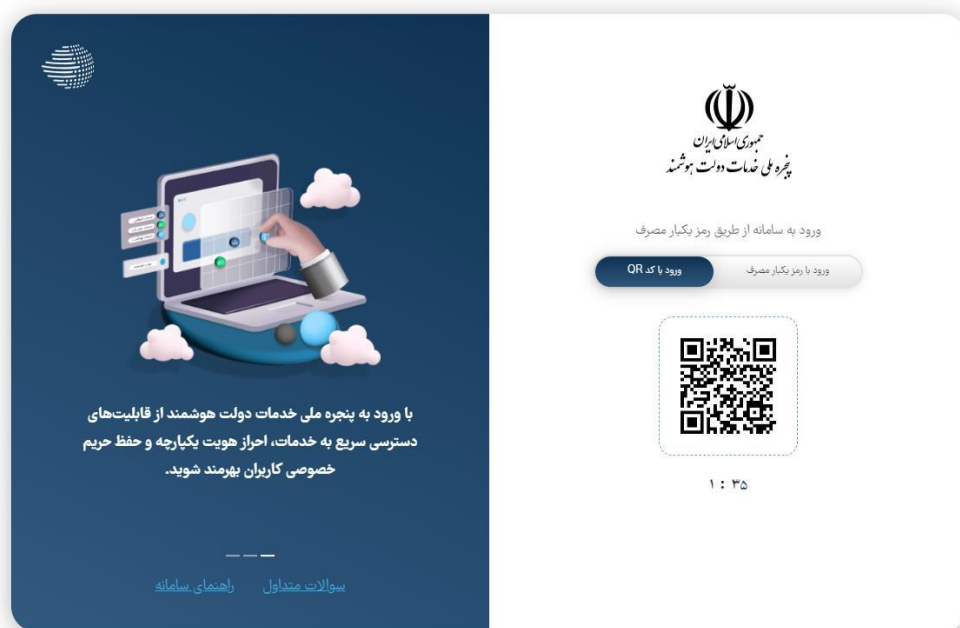 جمهوری اسلامی ایران
پنجره ملی خدمات دولت هوشمند
ورود به سامانه از طریق رمز یکبار مصرف
ورود با رمز یکبار مصرف
ورود با کد QR
۱ : ۳۵
با ورود به پنجره ملی خدمات دولت هوشمند از قابلیت‌های
دسترسی سریع به خدمات، احراز هویت یکپارچه و حفظ حریم
خصوصی کاربران بهرمند شوید.
سوالات متداول
راهنمای سامانه